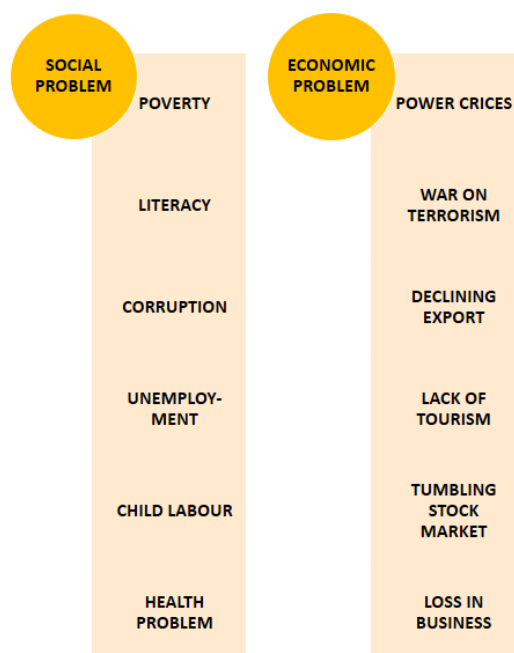 SOCIAL
PROBLEM
POVERTY
LITERACY
CORRUPTION
UNEMPLOY-
MENT
CHILD LABOUR
HEALTH
PROBLEM
ECONOMIC
PROBLEM
POWER CRICES
WAR ON
TERRORISM
DECLINING
EXPORT
LACK OF
TOURISM
TUMBLING
STOCK
MARKET
LOSS IN
BUSINESS